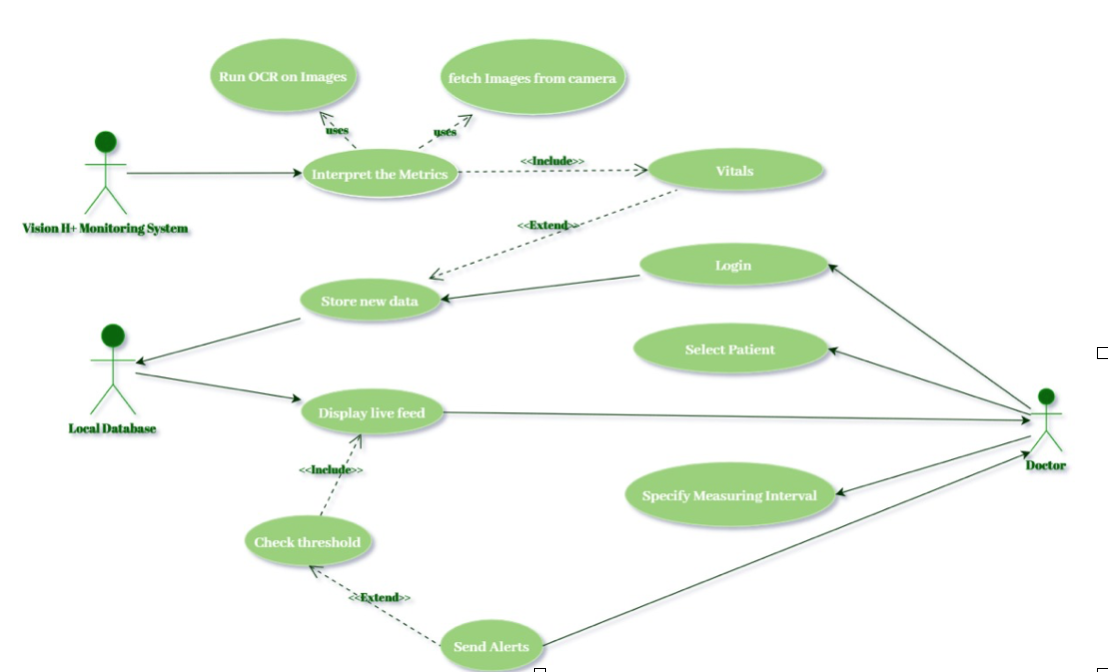 Run OCR on Images
fetch Images from camera
uses
uses
<<Include>>
Interpret the Metrics
Vitals
Vision H+ Monitoring System
<<Extend>>
Login
Store new data
Select Patient
Display live feed
Local Database
<<Include>>
Doctor
Specify Measuring Interval
Check threshold
<<Extend>>
Send Alerts